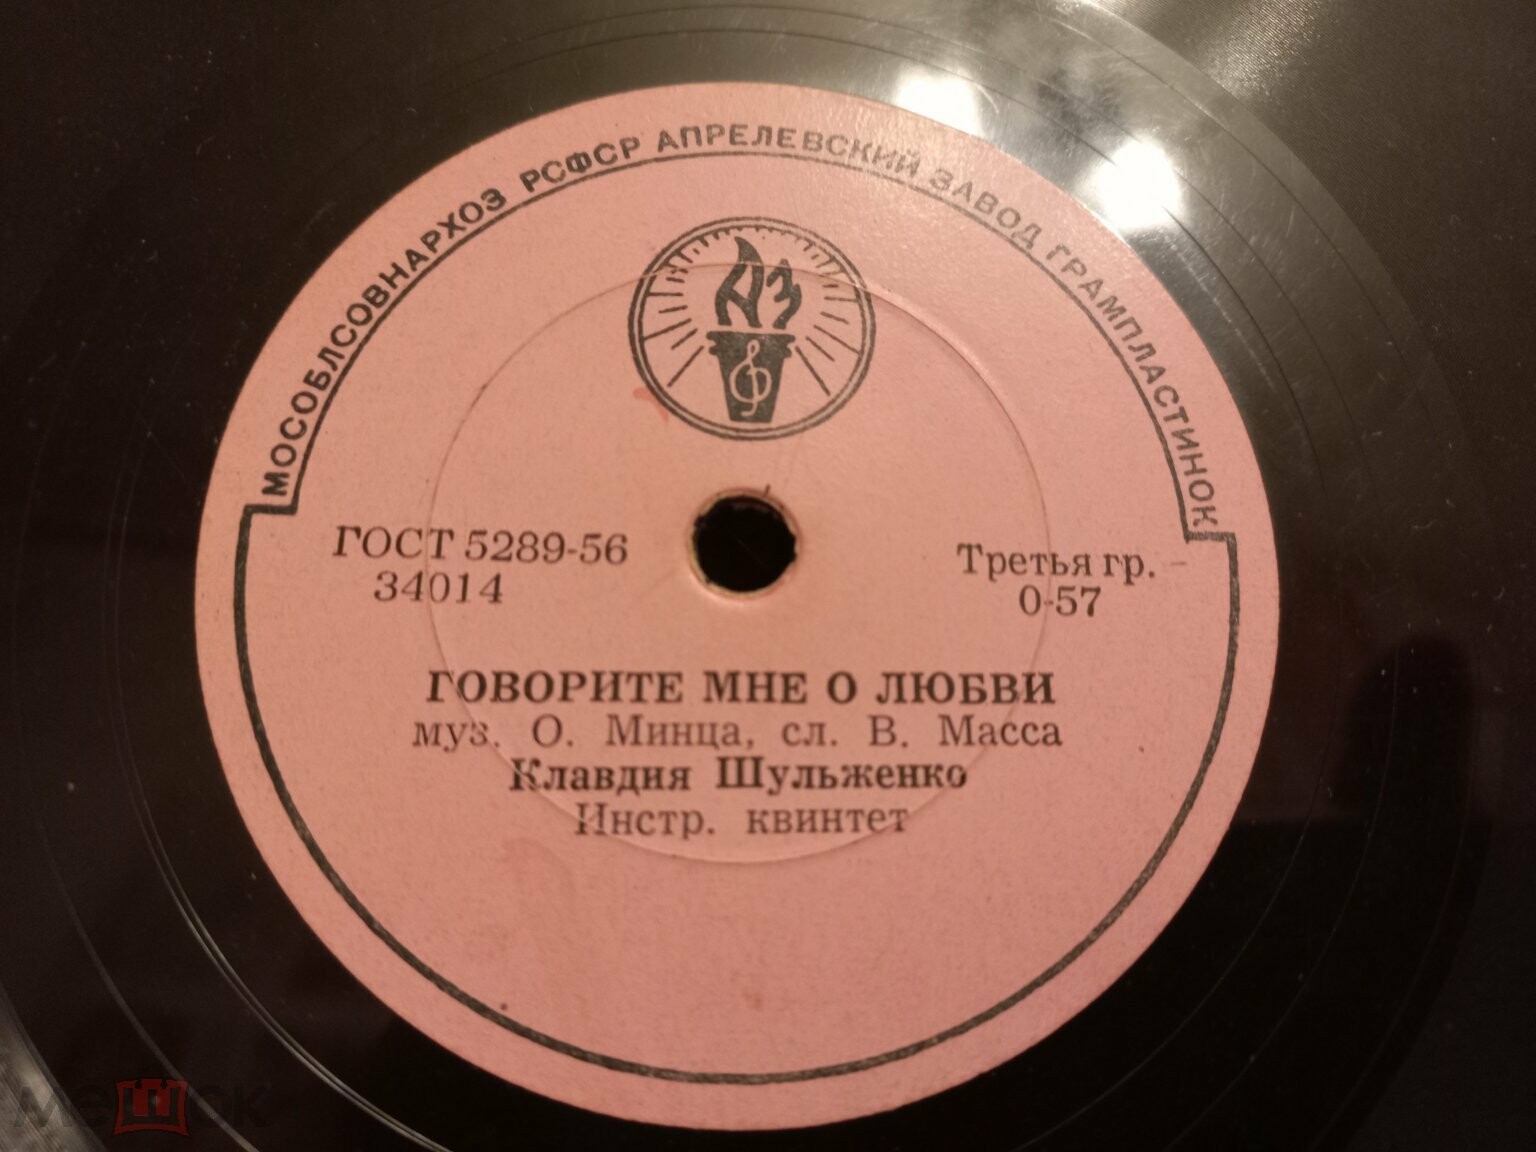 МОСОБЛСОВНАРХОЗ РСФСР АПРЕЛЕВСКИЙ ЗАВОД ГРАМПЛАСТИНОК
АЗ
ГОСТ 5289-56
34014
Третья гр.
0-57
ГОВОРИТЕ МНЕ О ЛЮБВИ
муз. О. Минца, сл. В. Масса
Клавдия Шульженко
Инстр. квинтет
мешок